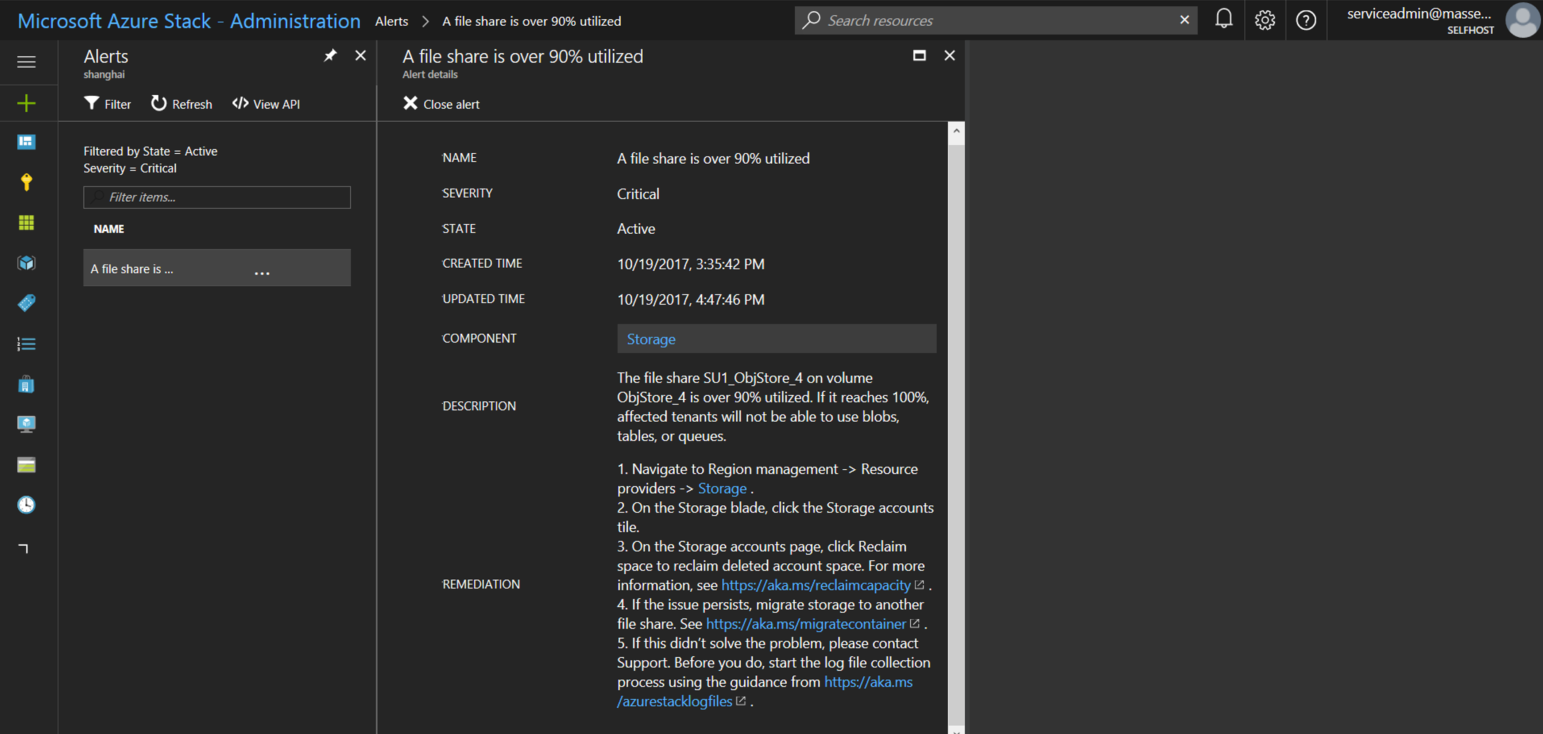 Microsoft Azure Stack - Administration
Alerts > A file share is over 90% utilized
Search resources
serviceadmin@masse...
SELFHOST
Alerts
shanghai
Filter
Refresh
View API
Filtered by State = Active
Severity = Critical
Filter items...
NAME
A file share is ...
...
A file share is over 90% utilized
Alert details
Close alert
NAME
A file share is over 90% utilized
SEVERITY
Critical
STATE
Active
CREATED TIME
10/19/2017, 3:35:42 PM
UPDATED TIME
10/19/2017, 4:47:46 PM
COMPONENT
Storage
DESCRIPTION
The file share SU1_ObjStore_4 on volume
ObjStore_4 is over 90% utilized. If it reaches 100%,
affected tenants will not be able to use blobs,
tables, or queues.
REMEDIATION
1. Navigate to Region management -> Resource
providers -> Storage .
2. On the Storage blade, click the Storage accounts
tile.
3. On the Storage accounts page, click Reclaim
space to reclaim deleted account space. For more
information, see https://aka.ms/reclaimcapacity .
4. If the issue persists, migrate storage to another
file share. See https://aka.ms/migratecontainer .
5. If this didn't solve the problem, please contact
Support. Before you do, start the log file collection
process using the guidance from https://aka.ms
/azurestacklogfiles .